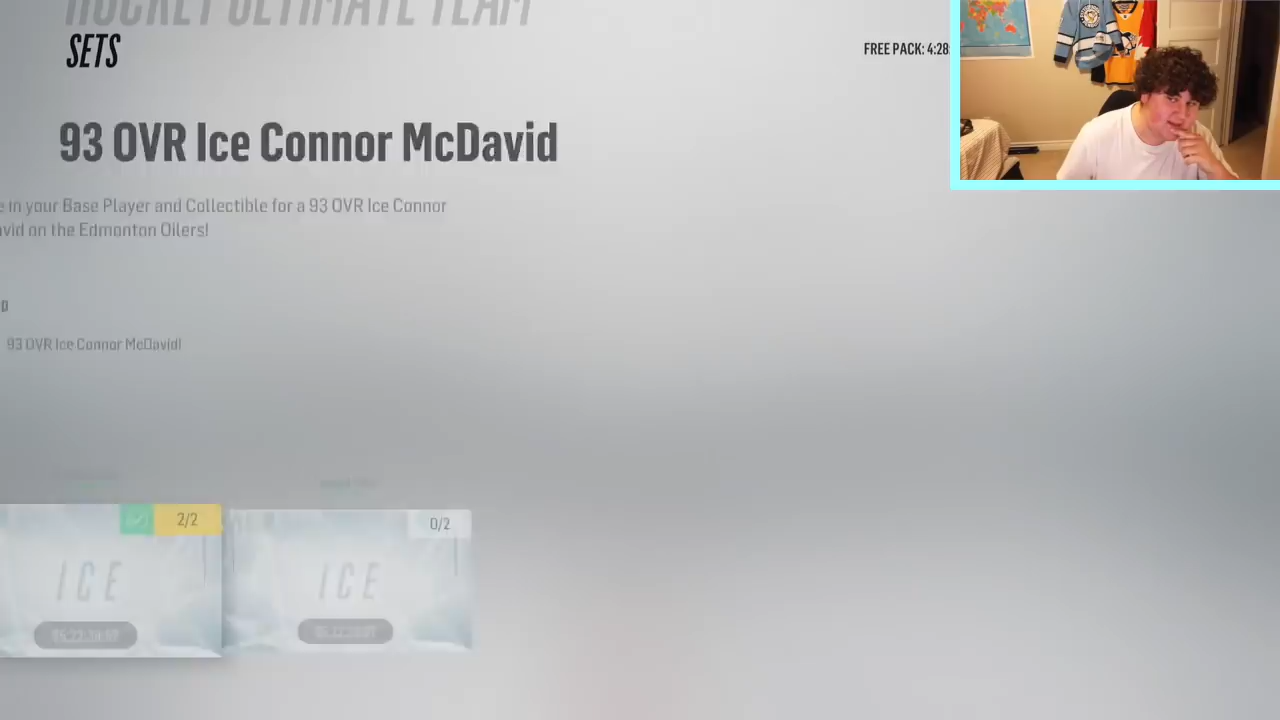 HOCKEY ULTIMATE TEAM
SETS
FREE PACK: 4:28:
93 OVR Ice Connor McDavid
e in your Base Player and Collectible for a 93 OVR Ice Connor
avid on the Edmonton Oilers!
93 OVR Ice Connor McDavid!
2/2
0/2
ICE
ICE